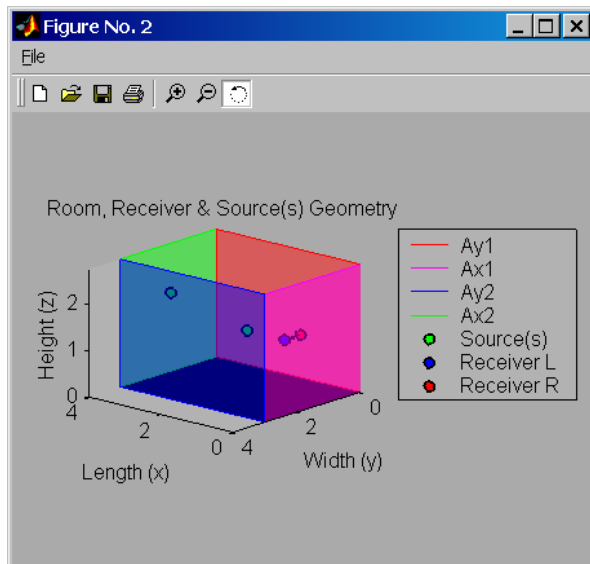 Figure No. 2
File
Room, Receiver & Source(s) Geometry
Ay1
Ax1
Ay2
Ax2
Source(s)
Receiver L
Receiver R
Height (z)
2
1
0
4
2
0
Length (x)
4
2
0
Width (y)